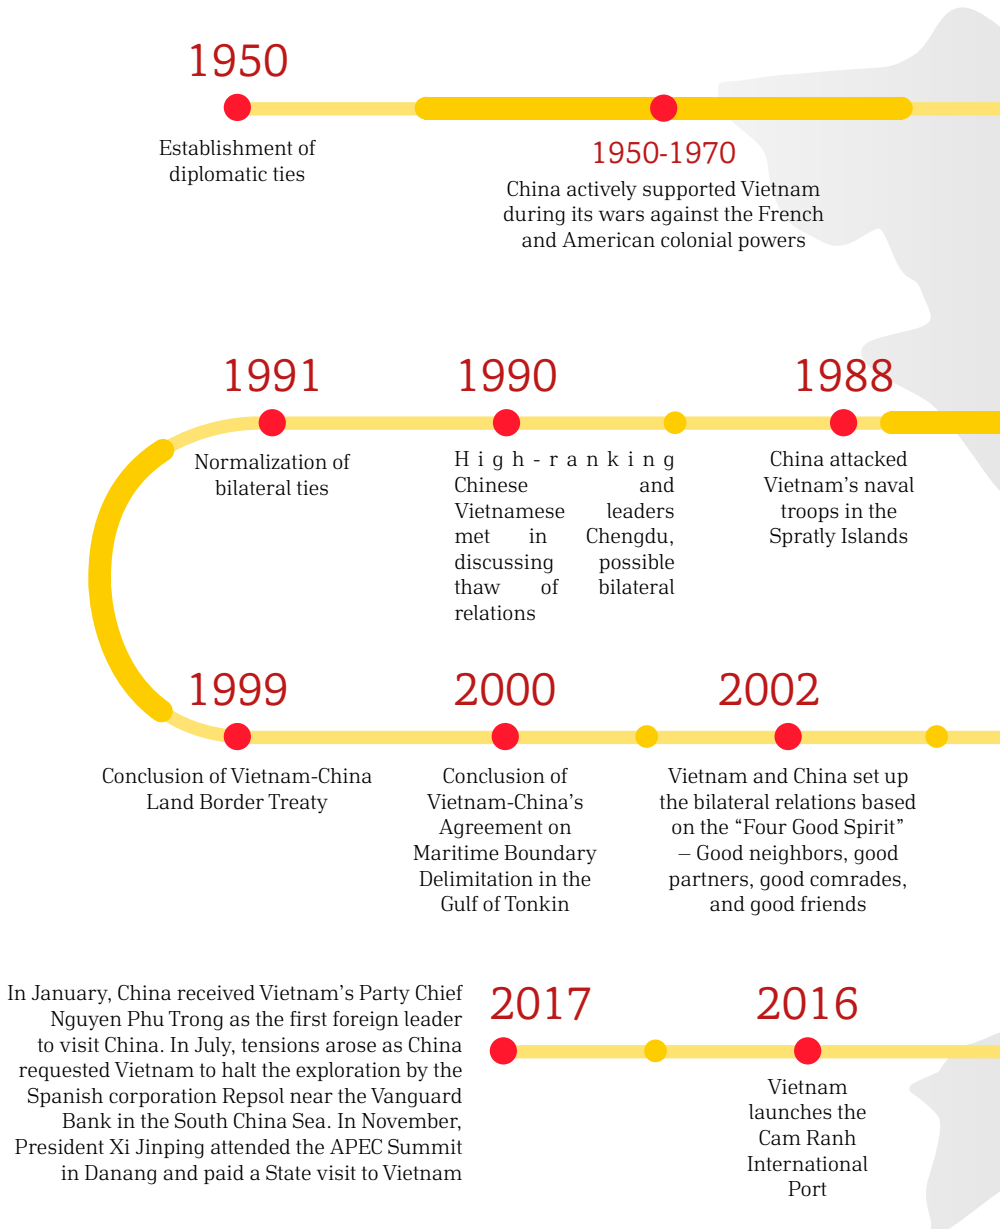 1950
Establishment of
diplomatic ties
1950-1970
China actively supported Vietnam
during its wars against the French
and American colonial powers
1991
Normalization of
bilateral ties
1990
High-ranking
Chinese and
Vietnamese leaders
met in Chengdu,
discussing possible
thaw of bilateral
relations
1988
China attacked
Vietnam’s naval
troops in the
Spratly Islands
1999
Conclusion of Vietnam-China
Land Border Treaty
2000
Conclusion of
Vietnam-China’s
Agreement on
Maritime Boundary
Delimitation in the
Gulf of Tonkin
2002
Vietnam and China set up
the bilateral relations based
on the “Four Good Spirit”
– Good neighbors, good
partners, good comrades,
and good friends
In January, China received Vietnam’s Party Chief
Nguyen Phu Trong as the first foreign leader
to visit China. In July, tensions arose as China
requested Vietnam to halt the exploration by the
Spanish corporation Repsol near the Vanguard
Bank in the South China Sea. In November,
President Xi Jinping attended the APEC Summit
in Danang and paid a State visit to Vietnam
2017
2016
Vietnam
launches the
Cam Ranh
International
Port